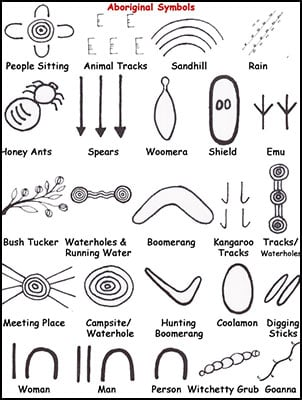 Aboriginal Symbols
People Sitting Animal Tracks Sandhill Rain
Honey Ants Spears Woomera Shield Emu
Bush Tucker Waterholes & Running Water Boomerang Kangaroo Tracks Tracks/ Waterholes
Meeting Place Campsite/ Waterhole Hunting Boomerang Coolamon Digging Sticks
Woman Man Person Witchetty Grub Goanna